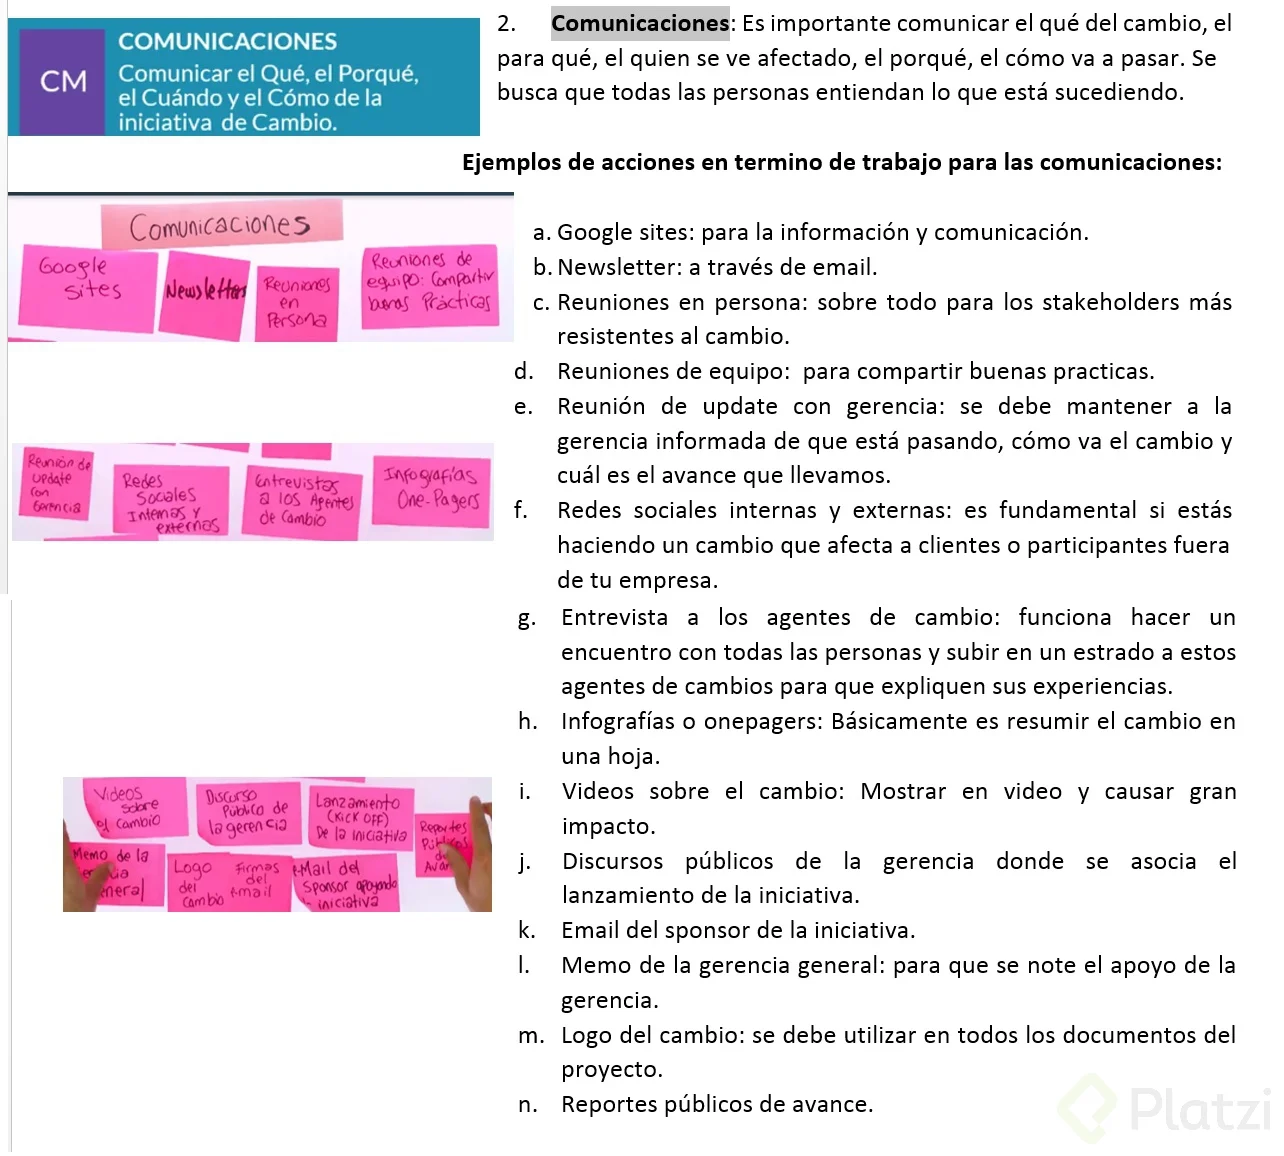 COMUNICACIONES
CM
Comunicar el Qué, el Porqué,
el Cuándo y el Cómo de la
iniciativa de Cambio.
2. Comunicaciones: Es importante comunicar el qué del cambio, el
para qué, el quien se ve afectado, el porqué, el cómo va a pasar. Se
busca que todas las personas entiendan lo que está sucediendo.
Ejemplos de acciones en termino de trabajo para las comunicaciones:
Comunicaciones
Google
sites
Newsletters
Reuniones
en
Persona
Reuniones de
equipo: Compartir
buenas Prácticas
a. Google sites: para la información y comunicación.
b. Newsletter: a través de email.
c. Reuniones en persona: sobre todo para los stakeholders más
resistentes al cambio.
d. Reuniones de equipo: para compartir buenas practicas.
e. Reunión de update con gerencia: se debe mantener a la
gerencia informada de que está pasando, cómo va el cambio y
cuál es el avance que llevamos.
f. Redes sociales internas y externas: es fundamental si estás
haciendo un cambio que afecta a clientes o participantes fuera
de tu empresa.
Reunión de
update
con
Gerencia
Redes
Sociales
Internas y
externas
Entrevistas
a los Agentes
de Cambio
Infografías
One-Pagers
g. Entrevista a los agentes de cambio: funciona hacer un
encuentro con todas las personas y subir en un estrado a estos
agentes de cambios para que expliquen sus experiencias.
h. Infografías o onepagers: Básicamente es resumir el cambio en
una hoja.
i. Videos sobre el cambio: Mostrar en video y causar gran
impacto.
j. Discursos públicos de la gerencia donde se asocia el
lanzamiento de la iniciativa.
k. Email del sponsor de la iniciativa.
l. Memo de la gerencia general: para que se note el apoyo de la
gerencia.
m. Logo del cambio: se debe utilizar en todos los documentos del
proyecto.
n. Reportes públicos de avance.
Videos
sobre
el cambio
Discurso
Público de
la gerencia
Lanzamiento
(Kick OFF)
De la iniciativa
Reportes
Memo de la
Logo
del
Cambio
Firmas
del
email
e-Mail del
Sponsor apoyando
iniciativa
Platzi